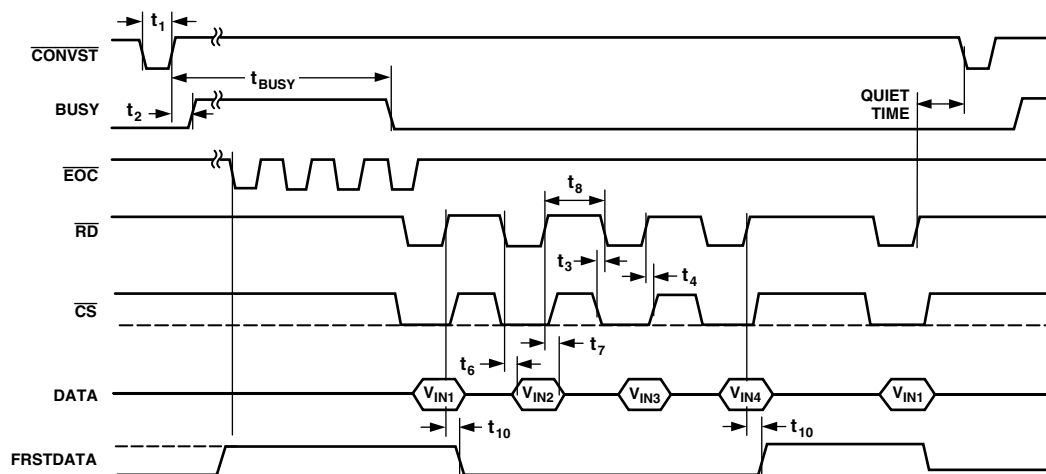 t1
CONVST
tBUSY
BUSY
t2
QUIET
TIME
EOC
t8
RD
t3
t4
CS
t7
t6
DATA
VIN1
VIN2
VIN3
VIN4
VIN1
t10
t10
FRSTDATA